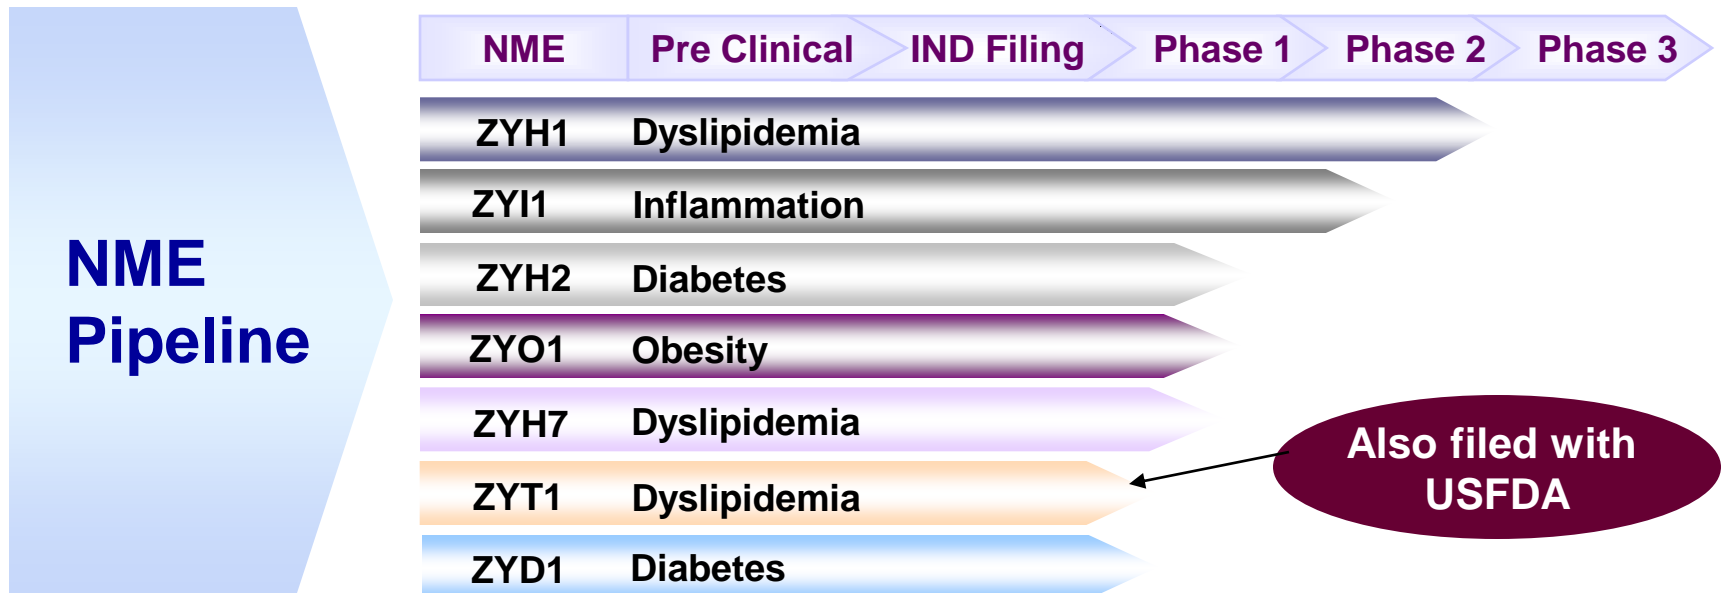 NME
Pipeline
NME Pre Clinical IND Filing Phase 1 Phase 2 Phase 3
ZYH1 Dyslipidemia
ZYI1 Inflammation
ZYH2 Diabetes
ZYO1 Obesity
ZYH7 Dyslipidemia
ZYT1 Dyslipidemia
ZYD1 Diabetes
Also filed with
USFDA